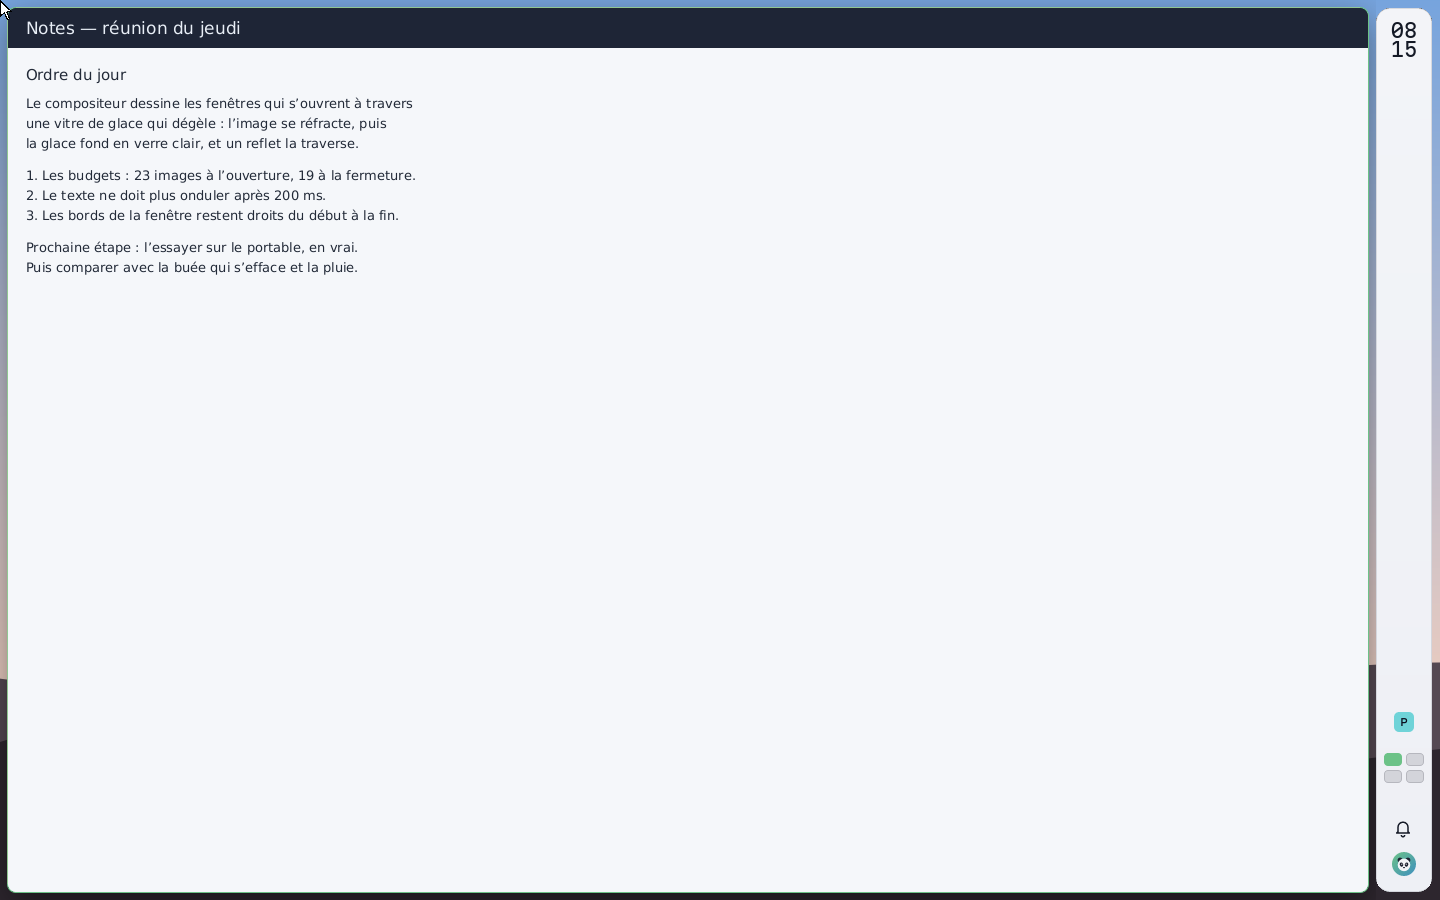 Notes — réunion du jeudi
Ordre du jour
Le compositeur dessine les fenêtres qui s’ouvrent à travers
une vitre de glace qui dégèle : l’image se réfracte, puis
la glace fond en verre clair, et un reflet la traverse.
1. Les budgets : 23 images à l’ouverture, 19 à la fermeture.
2. Le texte ne doit plus onduler après 200 ms.
3. Les bords de la fenêtre restent droits du début à la fin.
Prochaine étape : l’essayer sur le portable, en vrai.
Puis comparer avec la buée qui s’efface et la pluie.
08
15
P